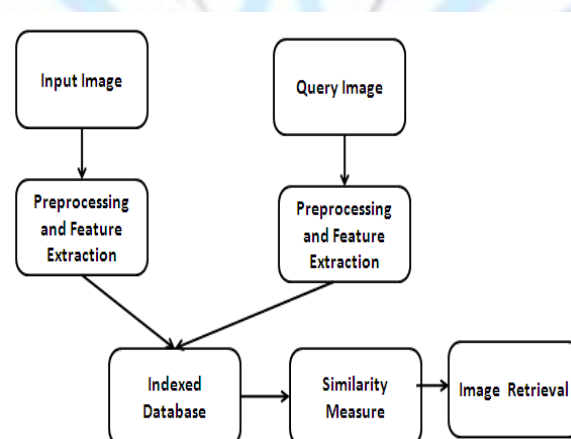 Input Image
Query Image
Preprocessing
and Feature
Extraction
Preprocessing
and Feature
Extraction
Indexed
Database
Similarity
Measure
Image Retrieval